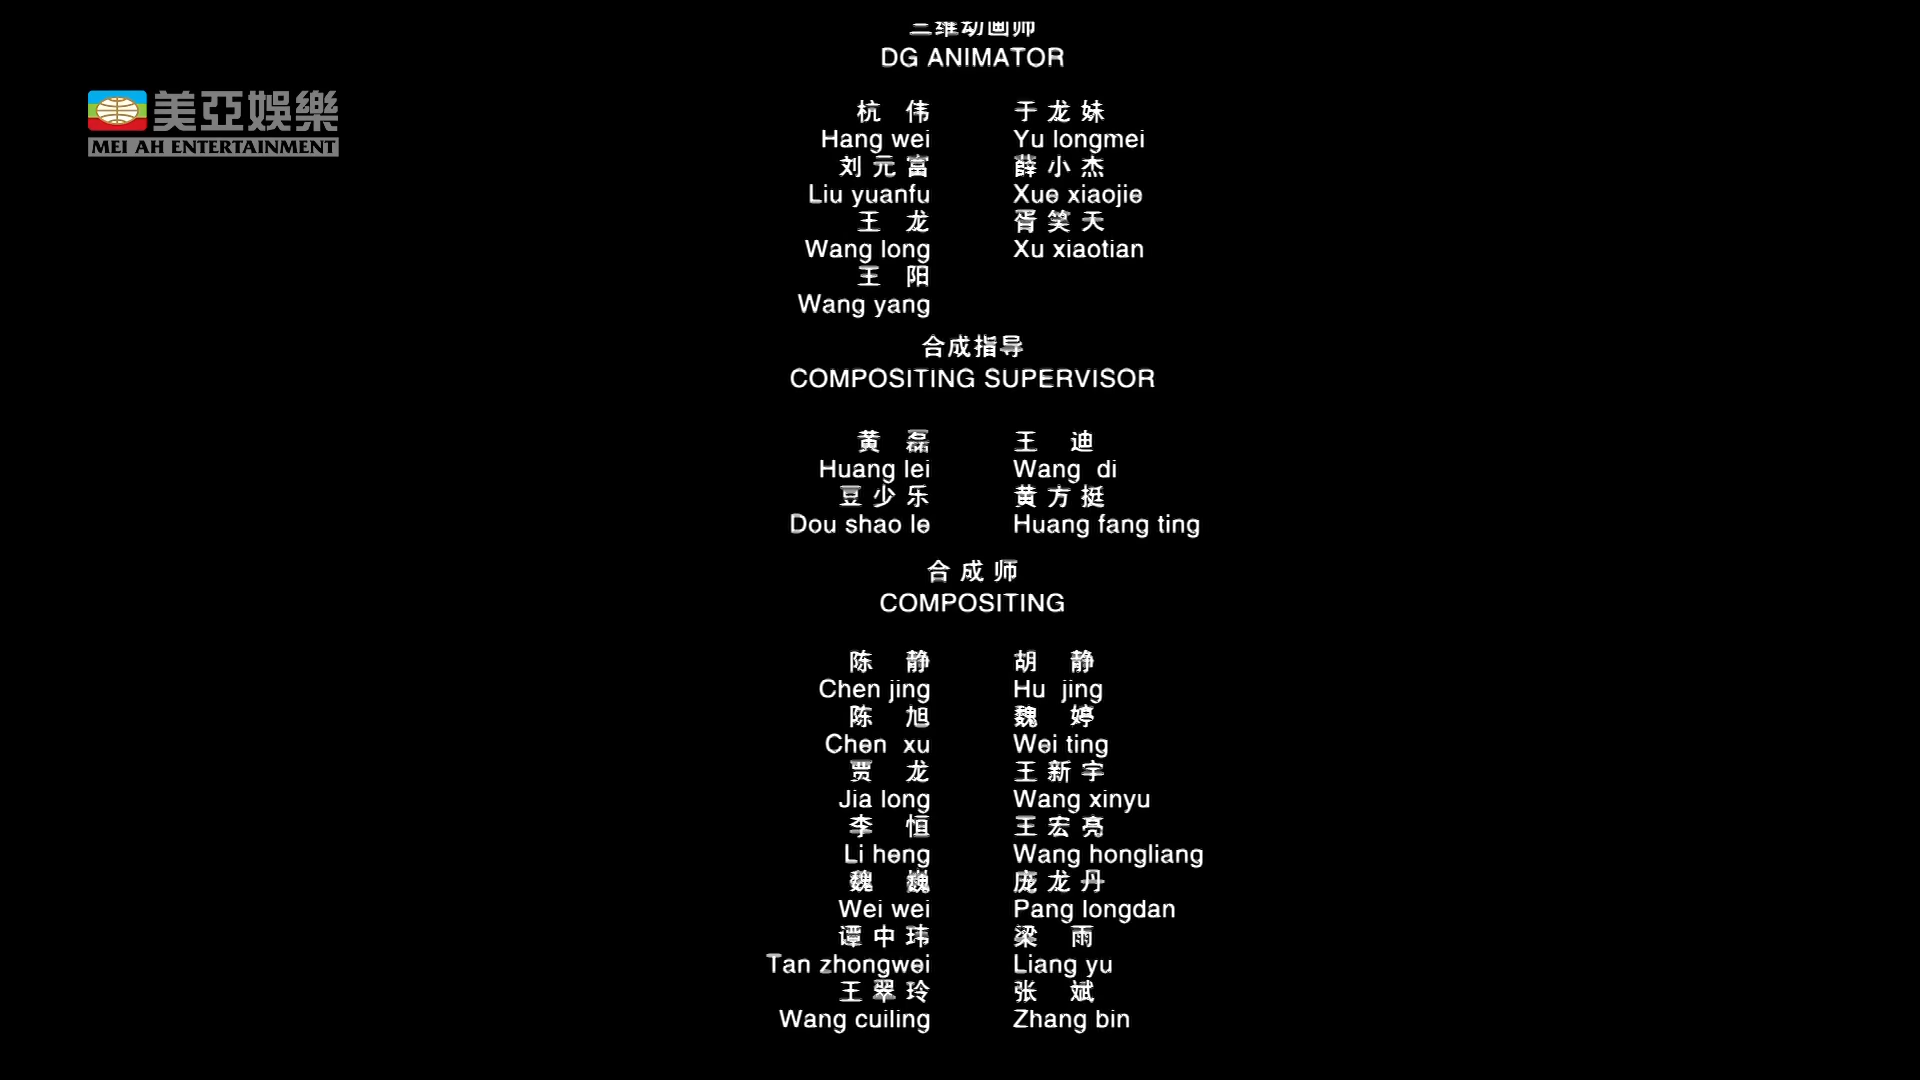 三维动画师
DG ANIMATOR
美亞娛樂
MEI AH ENTERTAINMENT
杭 伟 于龙妹
Hang wei Yu longmei
刘元富 薛小杰
Liu yuanfu Xue xiaojie
王 龙 胥笑天
Wang long Xu xiaotian
王 阳
Wang yang
合成指导
COMPOSITING SUPERVISOR
黄 磊 王 迪
Huang lei Wang di
豆少乐 黄方挺
Dou shao le Huang fang ting
合成师
COMPOSITING
陈 静 胡 静
Chen jing Hu jing
陈 旭 魏 婷
Chen xu Wei ting
贾 龙 王新宇
Jia long Wang xinyu
李 恒 王宏亮
Li heng Wang hongliang
魏 巍 庞龙丹
Wei wei Pang longdan
谭中玮 梁 雨
Tan zhongwei Liang yu
王翠玲 张 斌
Wang cuiling Zhang bin